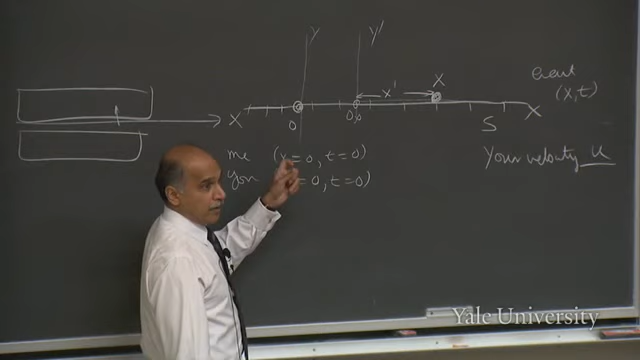 y y'
x' x
Event
(x,t)
X 0 0' X
S
me (x=0, t=0)
you =0, t=0)
Your velocity u
Yale University